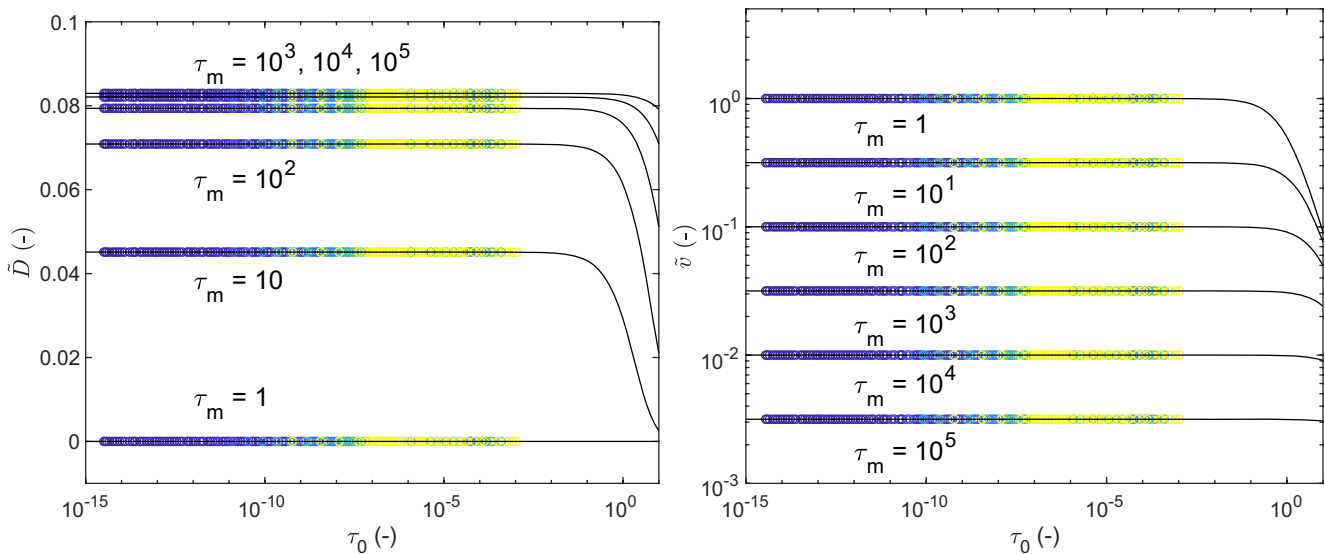 0.1
0.08
0.06
0.04
0.02
0
D̃ (-)
τm = 10³, 10⁴, 10⁵
τm = 10²
τm = 10
τm = 1
10⁻¹⁵
10⁻¹⁰
10⁻⁵
10⁰
τ0 (-)
10⁰
10⁻¹
10⁻²
10⁻³
ṽ (-)
τm = 1
τm = 10¹
τm = 10²
τm = 10³
τm = 10⁴
τm = 10⁵
10⁻¹⁵
10⁻¹⁰
10⁻⁵
10⁰
τ0 (-)